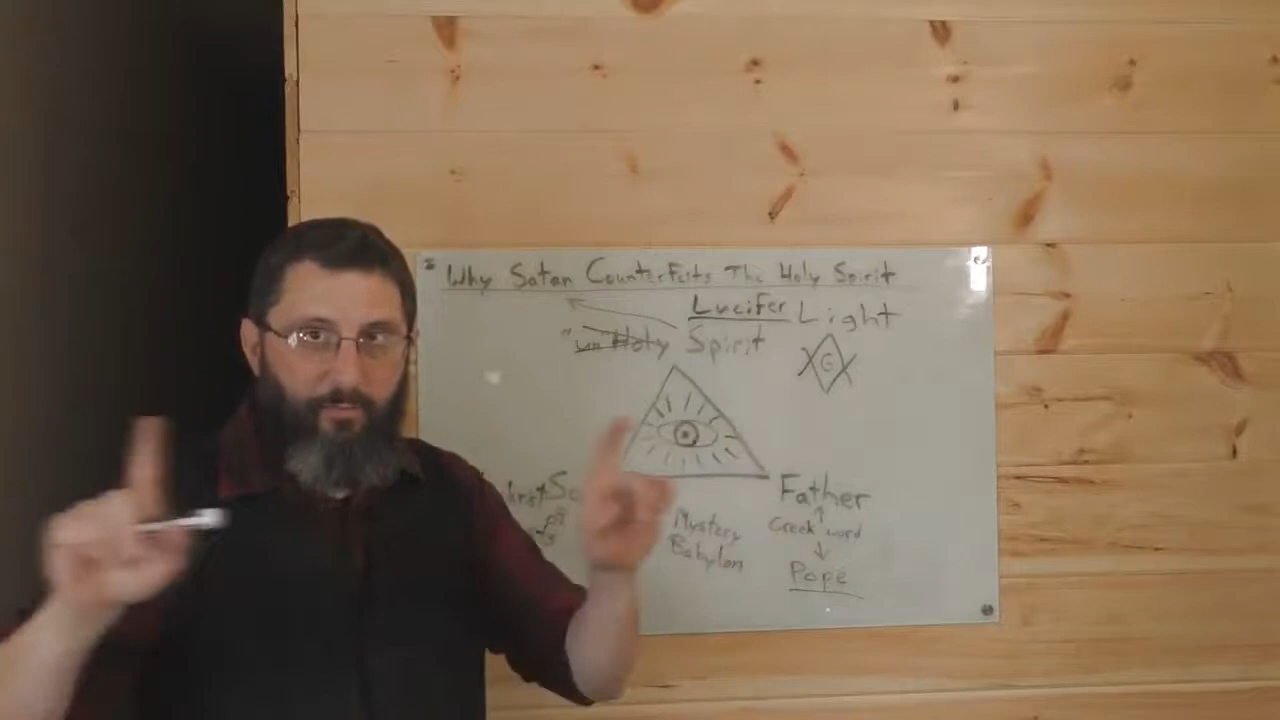 Why Satan Counterfeits The Holy Spirit
Lucifer Light
"un" Holy Spirit
G
Father
Greek word
Mystery
Babylon
Pope